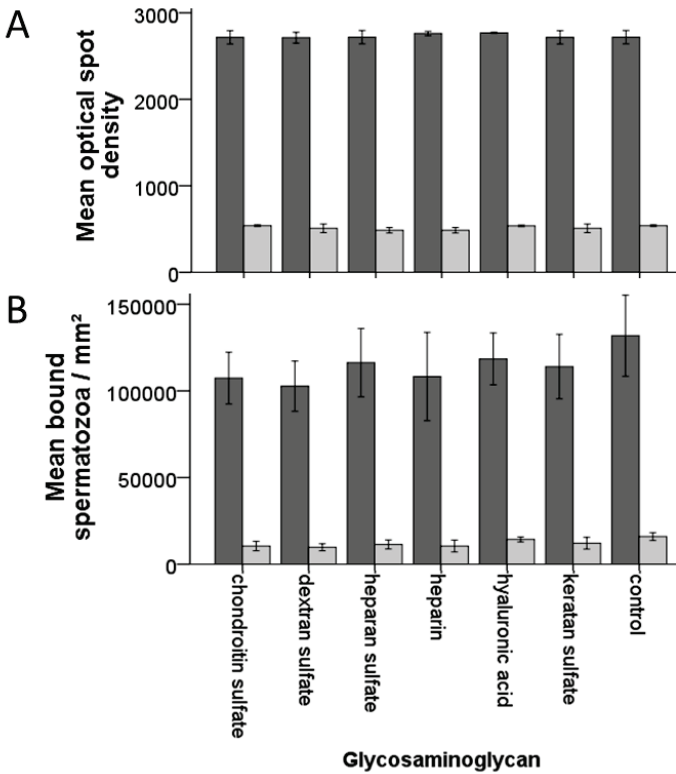 A
Mean optical spot
density
3000
2000
1000
0
B
Mean bound
spermatozoa / mm²
150000
100000
50000
0
chondroitin sulfate
dextran sulfate
heparan sulfate
heparin
hyaluronic acid
keratan sulfate
control
Glycosaminoglycan